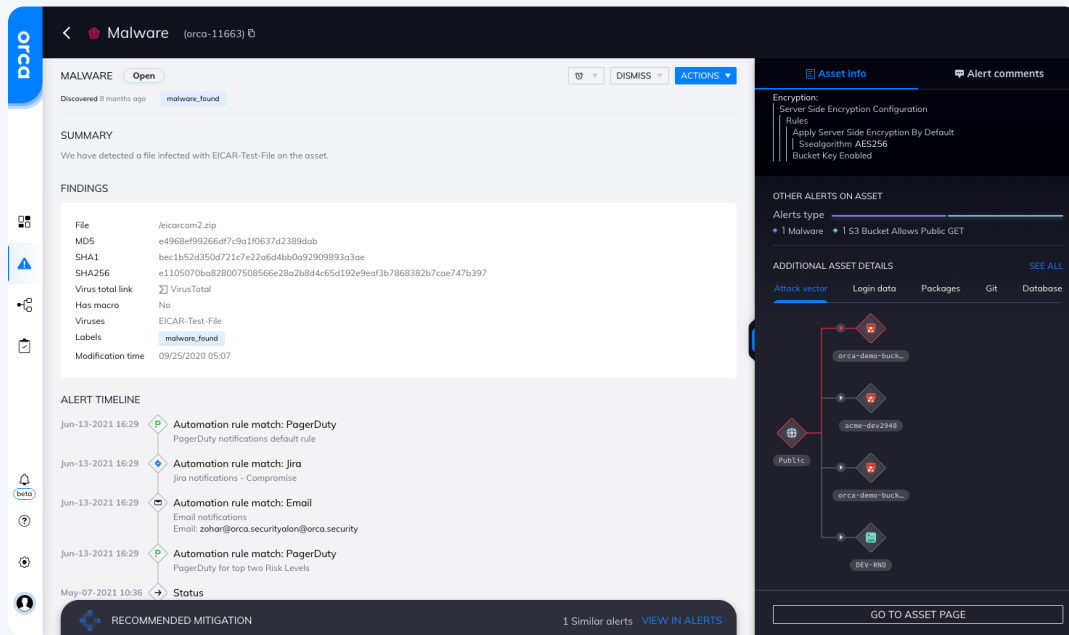 orca
Malware (orca-11663)
MALWARE Open DISMISS ACTIONS
Discovered 8 months ago malware_found
SUMMARY
We have detected a file infected with EICAR-Test-File on the asset.
FINDINGS
File /eicarcom2.zip
MD5 e4968ef99266df7c9a1f0637d2389dab
SHA1 bec1b52d350d721c7e22a6d4bb0a92909893a3ae
SHA256 e1105070ba828007508566e28a2b8d4c65d192e9eaf3b7868382b7cae747b397
Virus total link VirusTotal
Has macro No
Viruses EICAR-Test-File
Labels malware_found
Modification time 09/25/2020 05:07
ALERT TIMELINE
Jun-13-2021 16:29 P Automation rule match: PagerDuty
PagerDuty notifications default rule
Jun-13-2021 16:29 Automation rule match: Jira
Jira notifications - Compromise
Jun-13-2021 16:29 Automation rule match: Email
Email notifications
Email: zohar@orca.securityalon@orca.security
Jun-13-2021 16:29 P Automation rule match: PagerDuty
PagerDuty for top two Risk Levels
May-07-2021 10:36 Status
RECOMMENDED MITIGATION 1 Similar alerts VIEW IN ALERTS
beta
Asset info Alert comments
Encryption:
Server Side Encryption Configuration
Rules
Apply Server Side Encryption By Default
Ssealgorithm AES256
Bucket Key Enabled
OTHER ALERTS ON ASSET
Alerts type
1 Malware 1 S3 Bucket Allows Public GET
ADDITIONAL ASSET DETAILS SEE ALL
Attack vector Login data Packages Git Database
orca-demo-buck…
acme-dev2948
Public
orca-demo-buck…
DEV-RND
GO TO ASSET PAGE